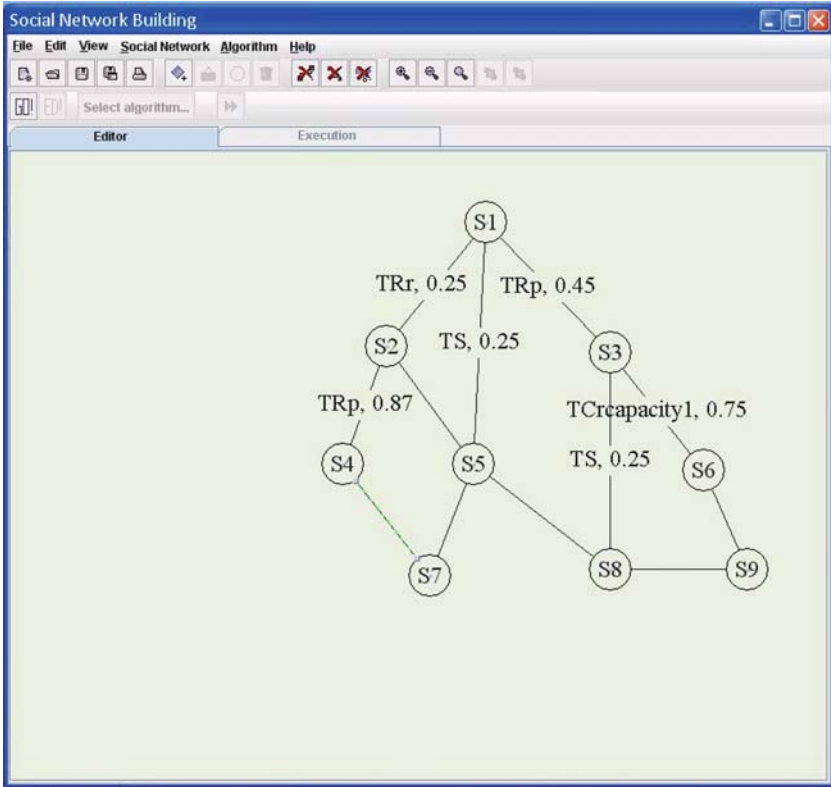 Social Network Building
File Edit View Social Network Algorithm Help
GO! ED! Select algorithm...
Editor Execution
S1
TRr, 0.25 TRp, 0.45
S2 TS, 0.25 S3
TRp, 0.87 TCrcapacity1, 0.75
S4 S5 TS, 0.25 S6
S7 S8 S9